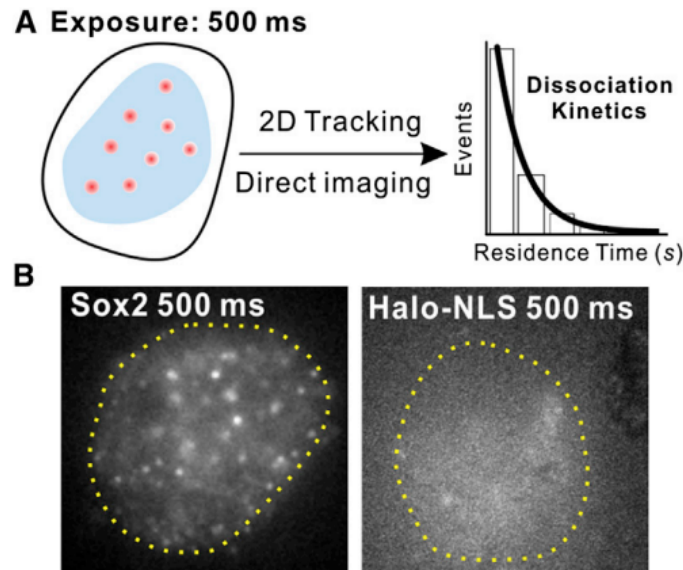 A Exposure: 500 ms
2D Tracking
Direct imaging
Events
Dissociation
Kinetics
Residence Time (s)
B
Sox2 500 ms
Halo-NLS 500 ms